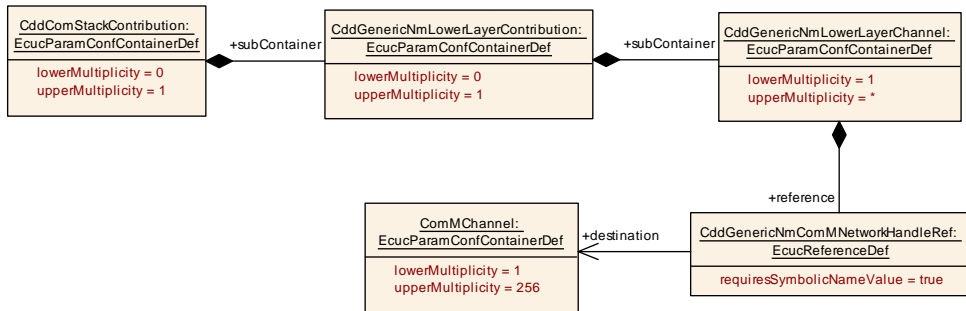 CddComStackContribution:
EcucParamConfContainerDef
lowerMultiplicity = 0
upperMultiplicity = 1
+subContainer
CddGenericNmLowerLayerContribution:
EcucParamConfContainerDef
lowerMultiplicity = 0
upperMultiplicity = 1
+subContainer
CddGenericNmLowerLayerChannel:
EcucParamConfContainerDef
lowerMultiplicity = 1
upperMultiplicity = *
+reference
ComMChannel:
EcucParamConfContainerDef
lowerMultiplicity = 1
upperMultiplicity = 256
+destination
CddGenericNmComMNetworkHandleRef:
EcucReferenceDef
requiresSymbolicNameValue = true